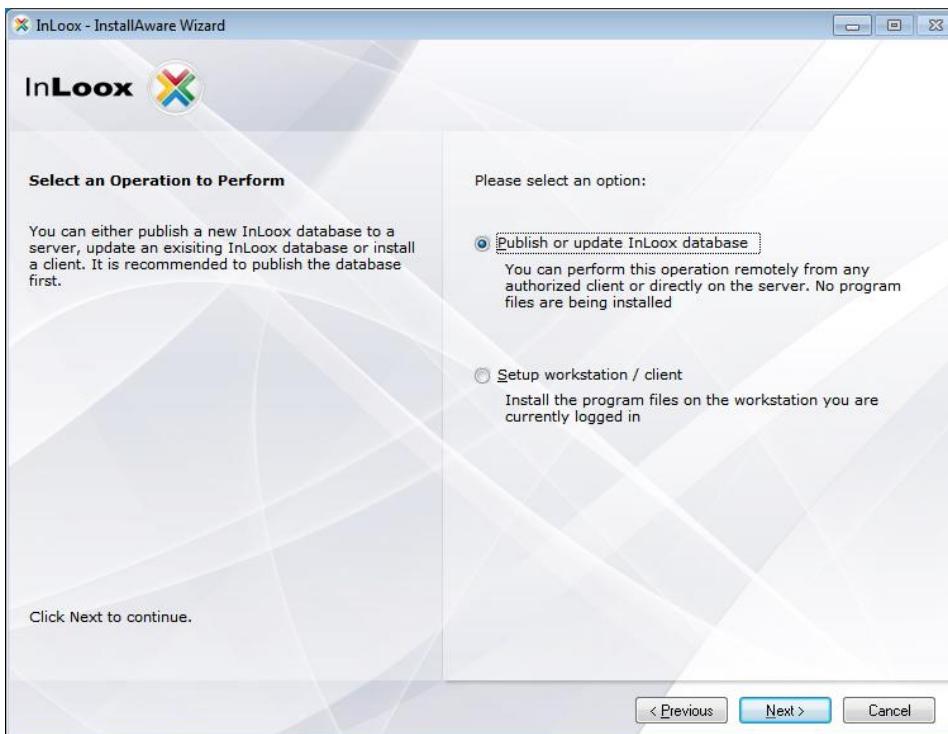 InLoox - InstallAware Wizard
InLoox
Select an Operation to Perform
You can either publish a new InLoox database to a
server, update an exisiting InLoox database or install
a client. It is recommended to publish the database
first.
Click Next to continue.
Please select an option:
Publish or update InLoox database
You can perform this operation remotely from any
authorized client or directly on the server. No program
files are being installed
Setup workstation / client
Install the program files on the workstation you are
currently logged in
< Previous
Next >
Cancel